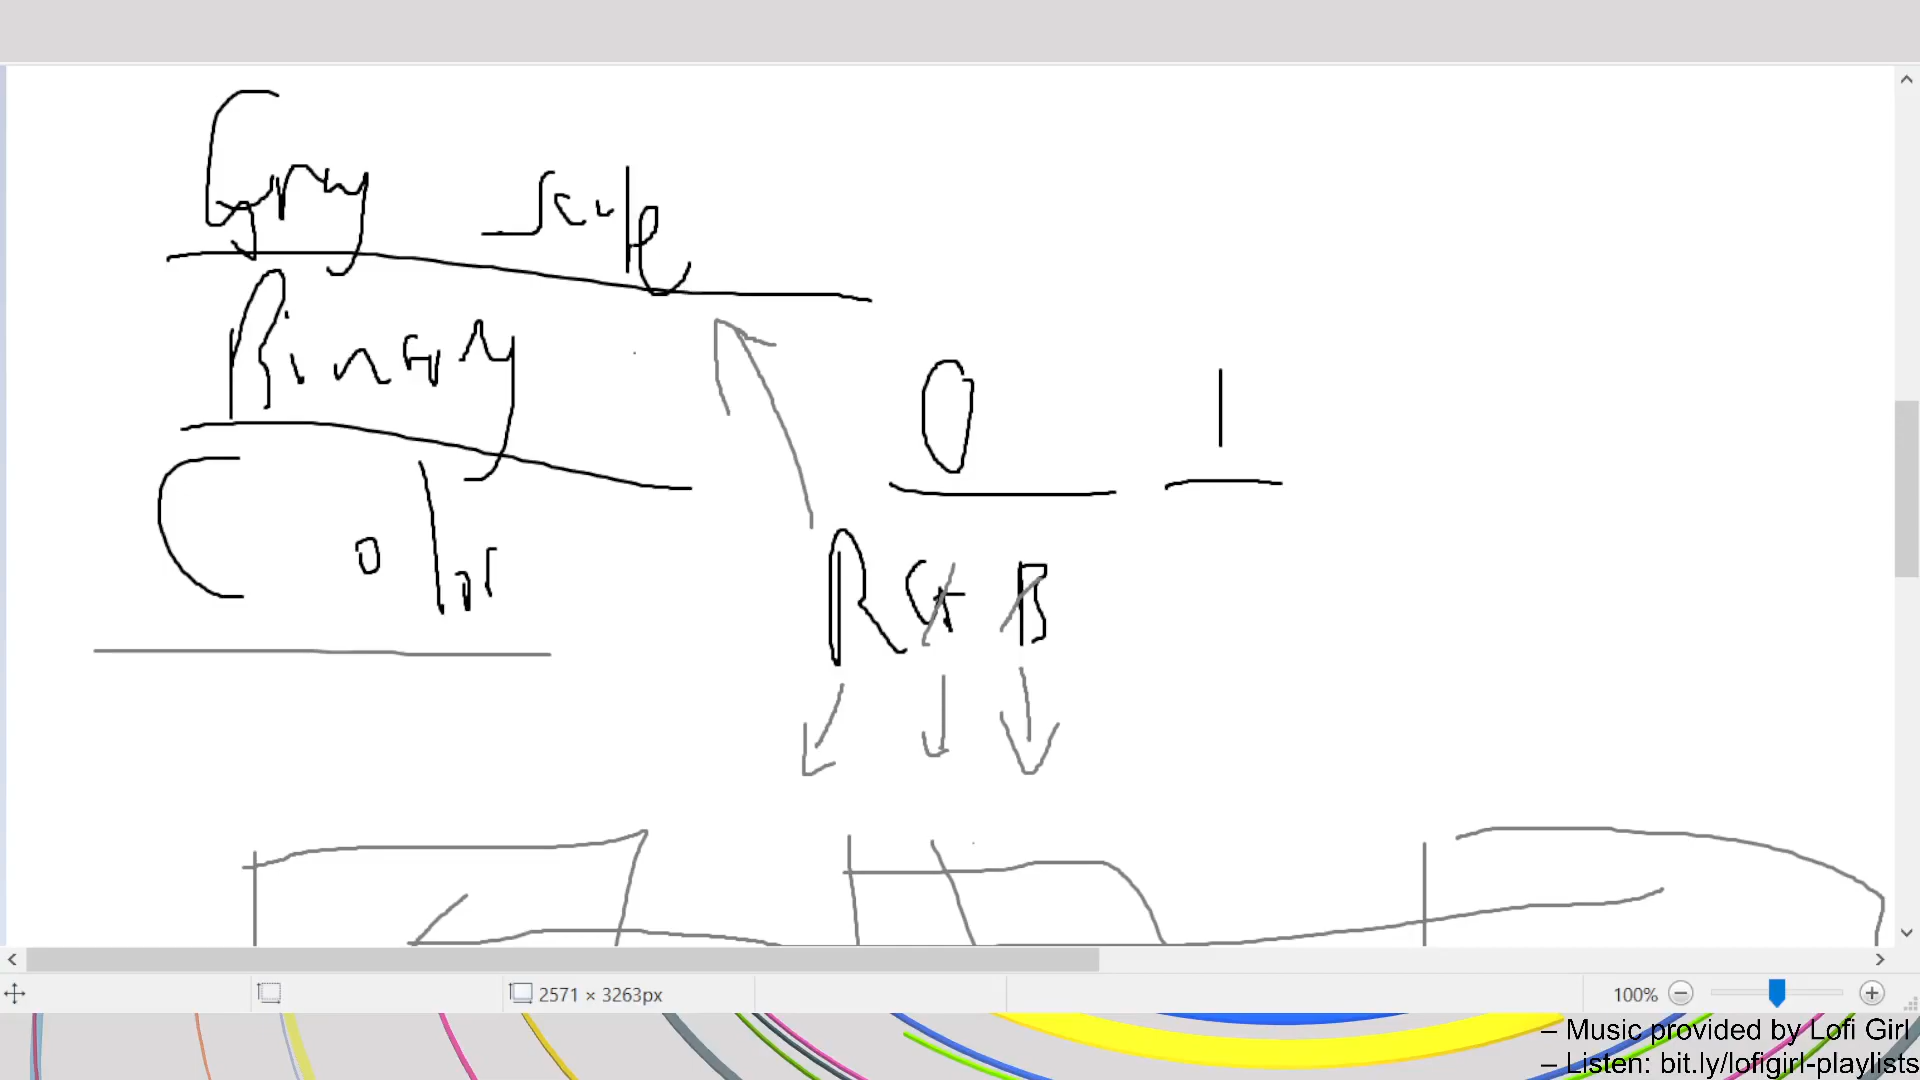 Gray Scale
Binary
0 1
Color
RGB
2571 × 3263px
100%
– Music provided by Lofi Girl
– Listen: bit.ly/lofigirl-playlists